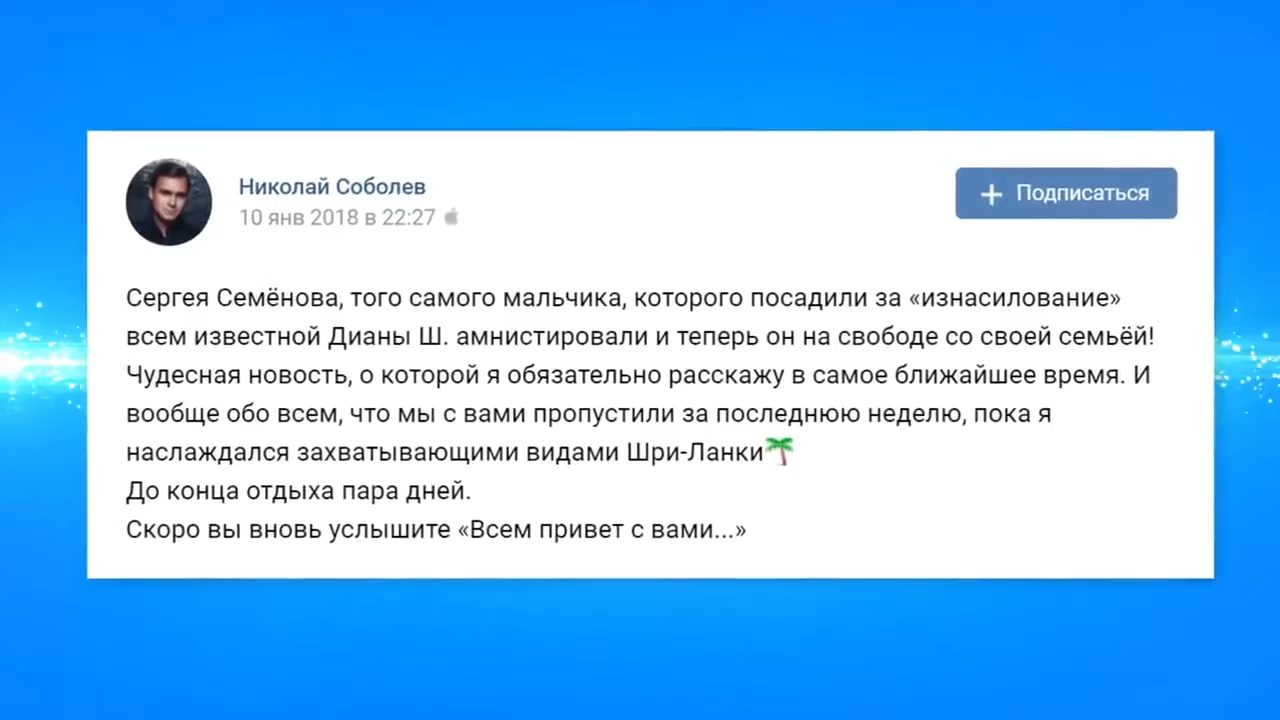 Николай Соболев
10 янв 2018 в 22:27
+ Подписаться
Сергея Семёнова, того самого мальчика, которого посадили за «изнасилование»
всем известной Дианы Ш. амнистировали и теперь он на свободе со своей семьёй!
Чудесная новость, о которой я обязательно расскажу в самое ближайшее время. И
вообще обо всем, что мы с вами пропустили за последнюю неделю, пока я
наслаждался захватывающими видами Шри-Ланки🌴
До конца отдыха пара дней.
Скоро вы вновь услышите «Всем привет с вами...»